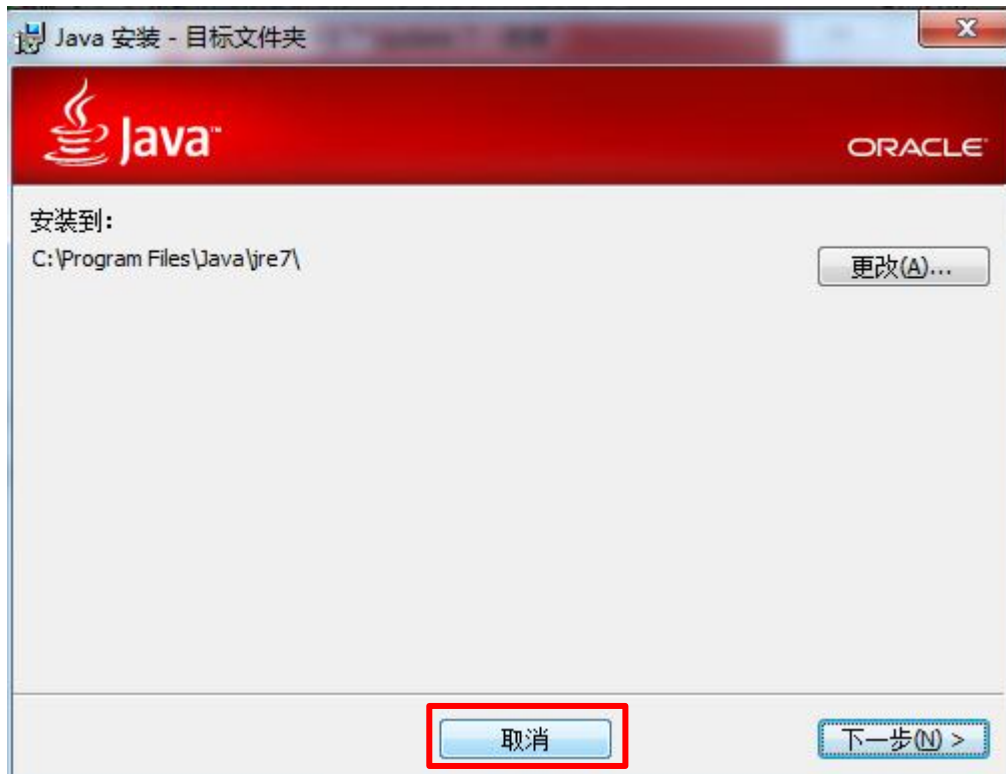 Java 安装 - 目标文件夹
Java™
ORACLE
安装到:
C:\Program Files\Java\jre7\
更改(A)...
取消
下一步(N) >